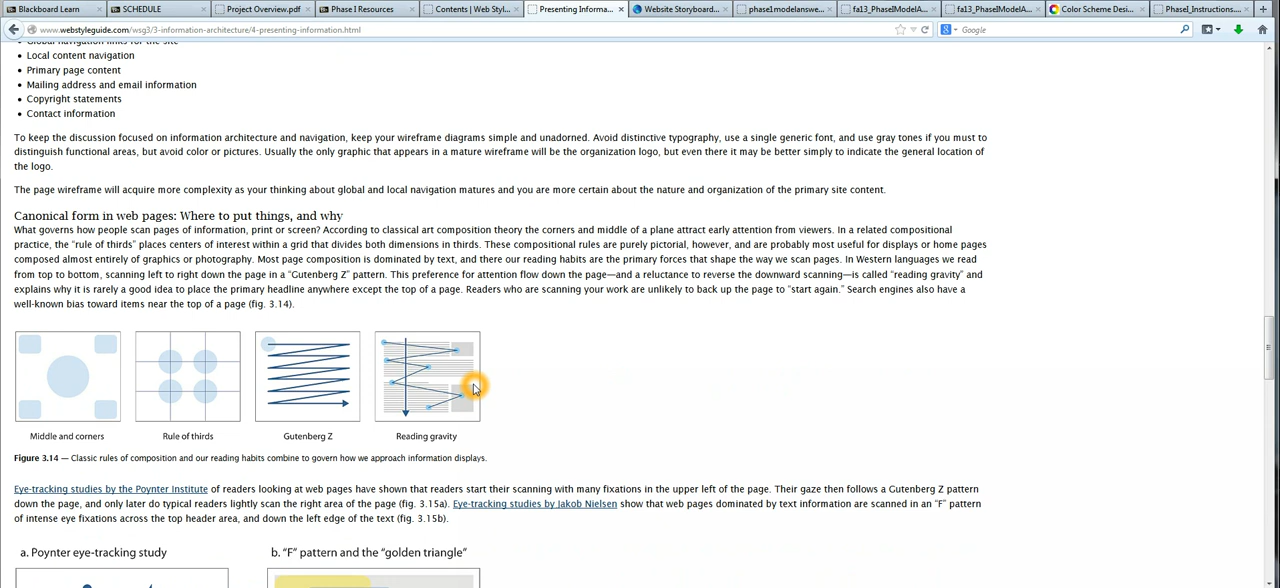 Blackboard Learn
SCHEDULE
Project Overview.pdf
Phase I Resources
Contents | Web Styl...
Presenting Informa...
Website Storyboard...
phase1modelanswe...
fa13_PhaseIModelA...
fa13_PhaseIModelA...
Color Scheme Desi...
PhaseI_Instructions....
www.webstyleguide.com/wsg3/3-information-architecture/4-presenting-information.html
Google
Global navigation links for the site
Local content navigation
Primary page content
Mailing address and email information
Copyright statements
Contact information
To keep the discussion focused on information architecture and navigation, keep your wireframe diagrams simple and unadorned. Avoid distinctive typography, use a single generic font, and use gray tones if you must to
distinguish functional areas, but avoid color or pictures. Usually the only graphic that appears in a mature wireframe will be the organization logo, but even there it may be better simply to indicate the general location of
the logo.
The page wireframe will acquire more complexity as your thinking about global and local navigation matures and you are more certain about the nature and organization of the primary site content.
Canonical form in web pages: Where to put things, and why
What governs how people scan pages of information, print or screen? According to classical art composition theory the corners and middle of a plane attract early attention from viewers. In a related compositional
practice, the “rule of thirds” places centers of interest within a grid that divides both dimensions in thirds. These compositional rules are purely pictorial, however, and are probably most useful for displays or home pages
composed almost entirely of graphics or photography. Most page composition is dominated by text, and there our reading habits are the primary forces that shape the way we scan pages. In Western languages we read
from top to bottom, scanning left to right down the page in a “Gutenberg Z” pattern. This preference for attention flow down the page—and a reluctance to reverse the downward scanning—is called “reading gravity” and
explains why it is rarely a good idea to place the primary headline anywhere except the top of a page. Readers who are scanning your work are unlikely to back up the page to “start again.” Search engines also have a
well-known bias toward items near the top of a page (fig. 3.14).
Middle and corners
Rule of thirds
Gutenberg Z
Reading gravity
Figure 3.14 — Classic rules of composition and our reading habits combine to govern how we approach information displays.
Eye-tracking studies by the Poynter Institute of readers looking at web pages have shown that readers start their scanning with many fixations in the upper left of the page. Their gaze then follows a Gutenberg Z pattern
down the page, and only later do typical readers lightly scan the right area of the page (fig. 3.15a). Eye-tracking studies by Jakob Nielsen show that web pages dominated by text information are scanned in an “F” pattern
of intense eye fixations across the top header area, and down the left edge of the text (fig. 3.15b).
a. Poynter eye-tracking study
b. “F” pattern and the “golden triangle”